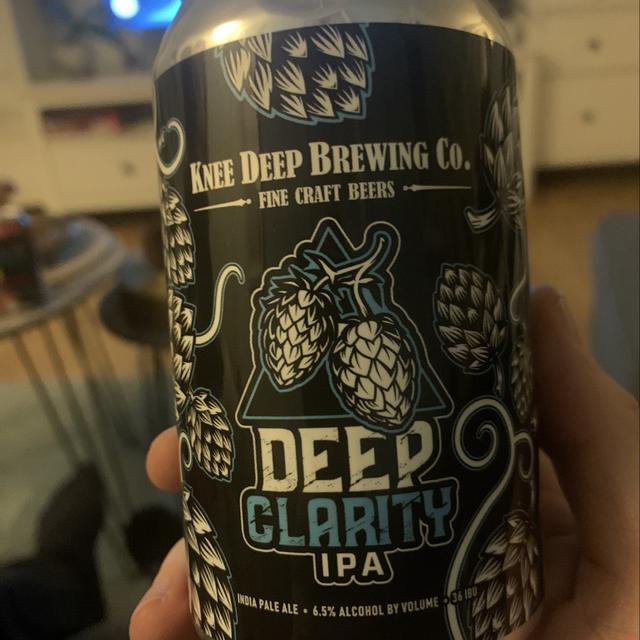 KNEE DEEP BREWING CO.
FINE CRAFT BEERS
DEEP
CLARITY
IPA
INDIA PALE ALE • 6.5% ALCOHOL BY VOLUME • 36 IBU